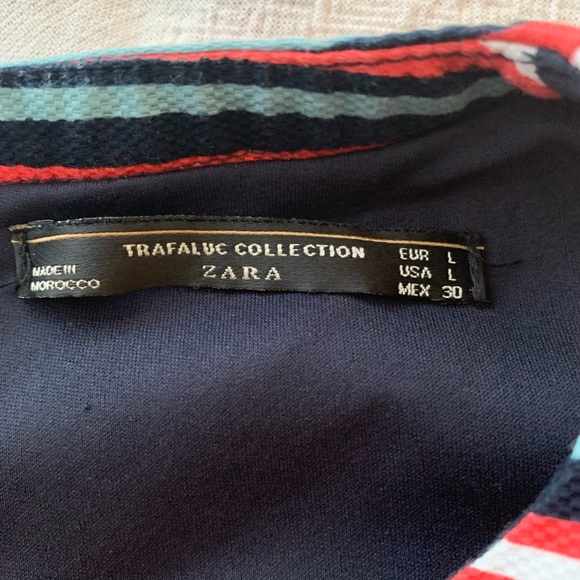 TRAFALUC COLLECTION
ZARA
MADE IN
MOROCCO
EUR L
USA L
MEX 30